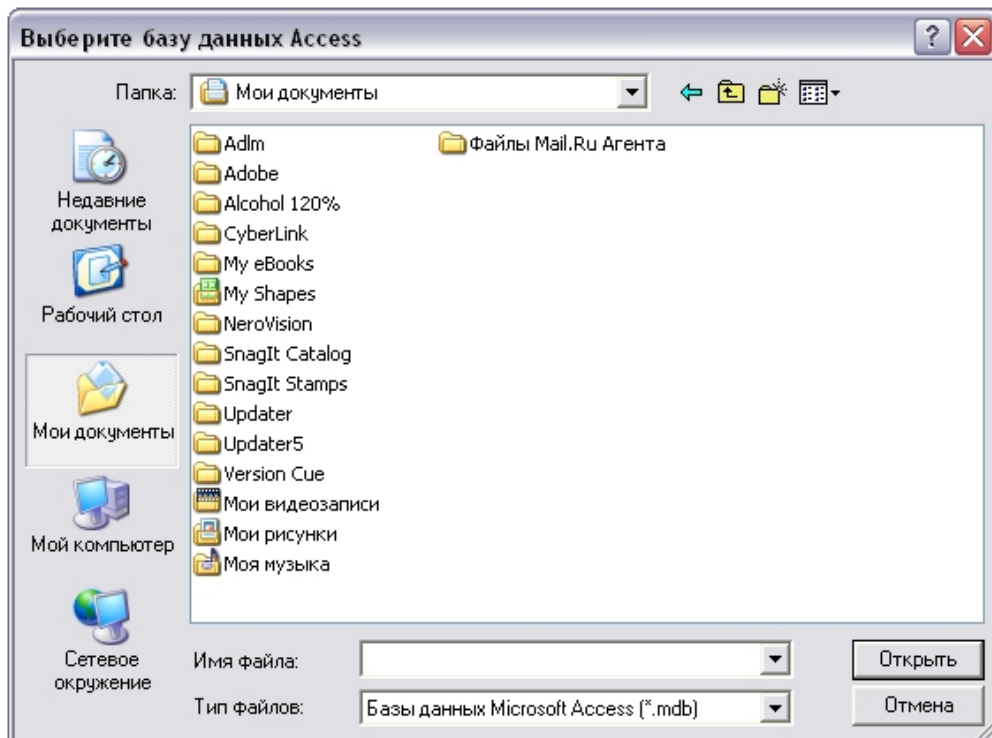 Выберите базу данных Access
?
Папка:
Мои документы
Недавние
документы
Рабочий стол
Мои документы
Мой компьютер
Сетевое
окружение
Adlm
Adobe
Alcohol 120%
CyberLink
My eBooks
My Shapes
NeroVision
SnagIt Catalog
SnagIt Stamps
Updater
Updater5
Version Cue
Мои видеозаписи
Мои рисунки
Моя музыка
Файлы Mail.Ru Агента
Имя файла:
Открыть
Тип файлов:
Базы данных Microsoft Access (*.mdb)
Отмена